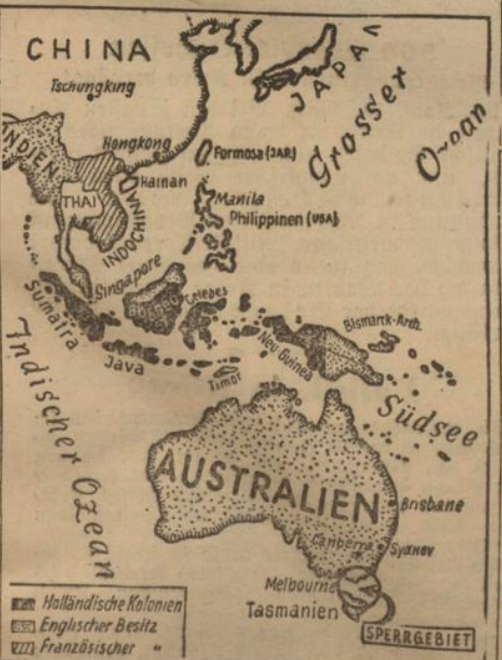 CHINA
Tschungking
JAPAN
Grosser
Ozean
INDIEN
Hongkong
Formosa (JAP.)
Hainan
THAI
Manila
INDOCHINA
Philippinen (USA)
Singapore
Sumatra
Borneo
Celebes
Bismarck-Arch.
Neu Guinea
Java
Timor
Südsee
Indischer Ozean
AUSTRALIEN
Brisbane
Canberra
Sydney
Melbourne
Tasmanien
SPERRGEBIET
Holländische Kolonien
Englischer Besitz
Französischer "